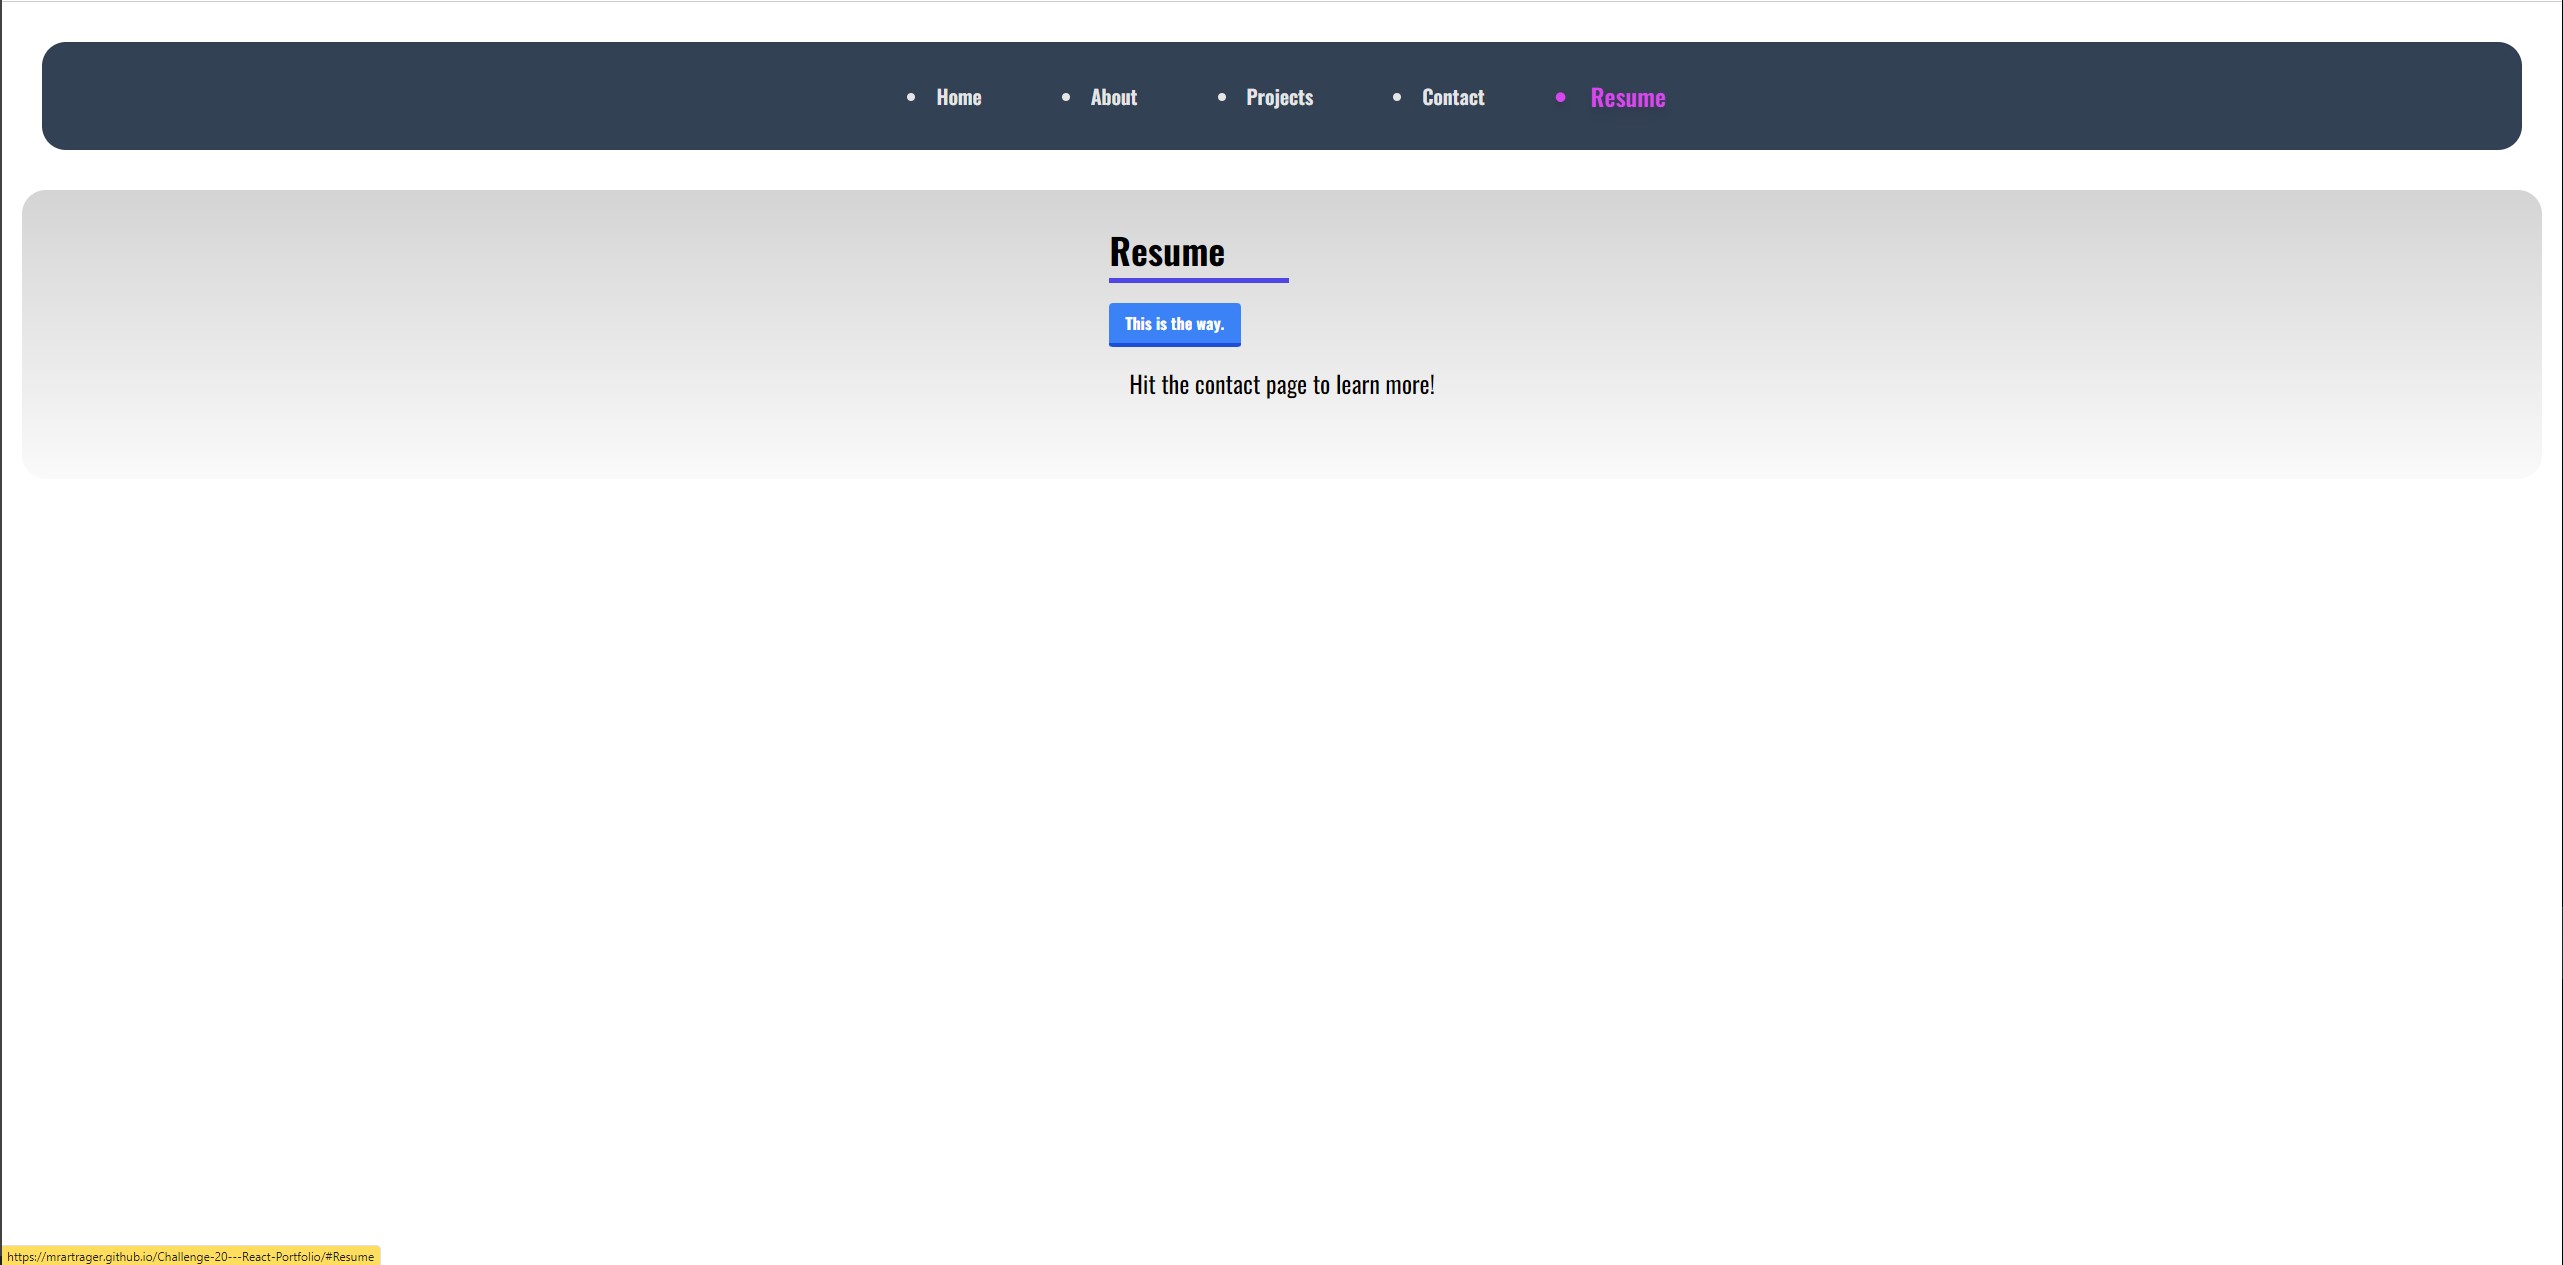 Home About Projects Contact Resume
Resume
This is the way.
Hit the contact page to learn more!
https://mrartrager.github.io/Challenge-20---React-Portfolio/#Resume